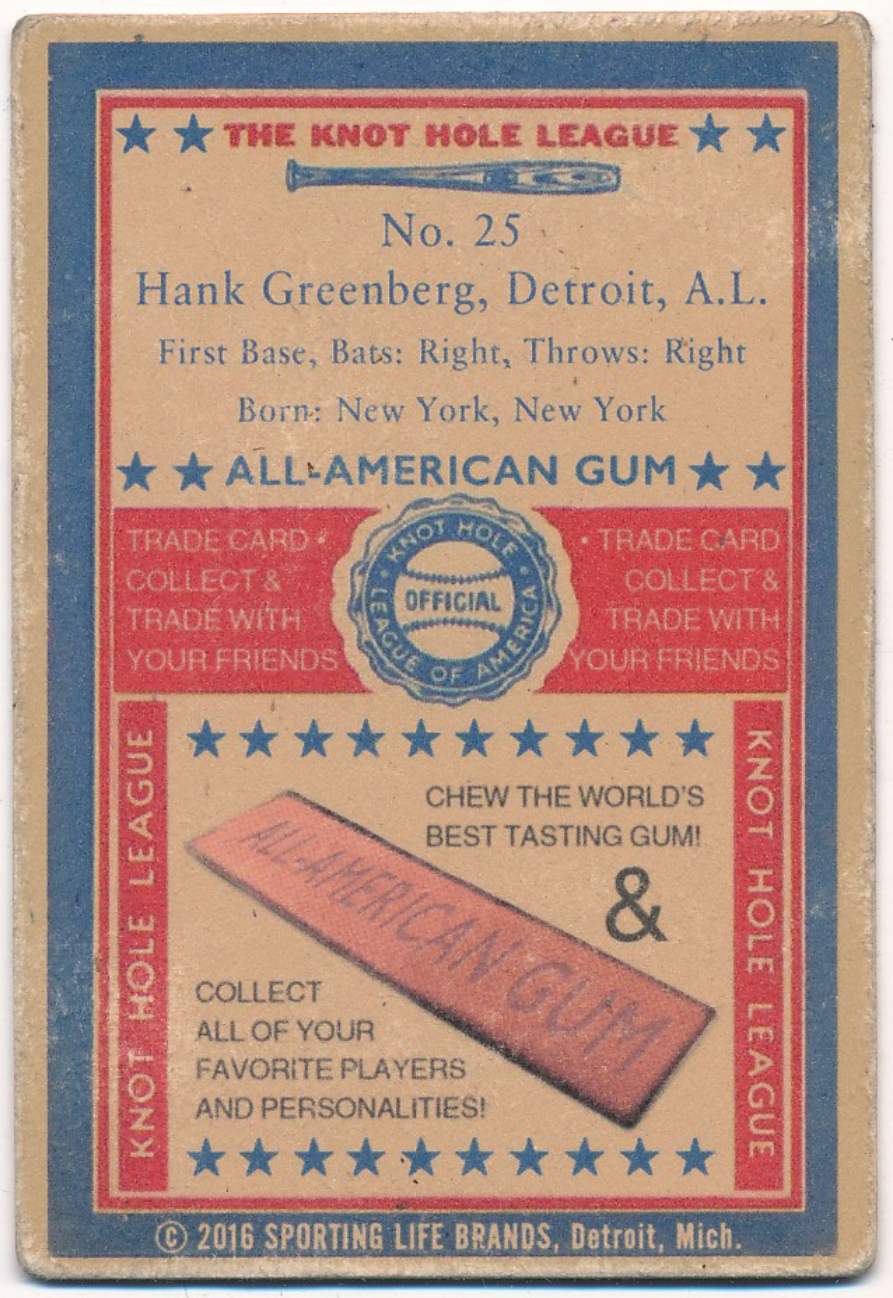 THE KNOT HOLE LEAGUE
No. 25
Hank Greenberg, Detroit, A.L.
First Base, Bats: Right, Throws: Right
Born: New York, New York
ALL-AMERICAN GUM
TRADE CARD •
COLLECT &
TRADE WITH
YOUR FRIENDS
• KNOT HOLE •
LEAGUE OF AMERICA
OFFICIAL
• TRADE CARD
COLLECT &
TRADE WITH
YOUR FRIENDS
KNOT HOLE LEAGUE
CHEW THE WORLD'S
BEST TASTING GUM!
&
ALL-AMERICAN GUM
COLLECT
ALL OF YOUR
FAVORITE PLAYERS
AND PERSONALITIES!
KNOT HOLE LEAGUE
© 2016 SPORTING LIFE BRANDS, Detroit, Mich.